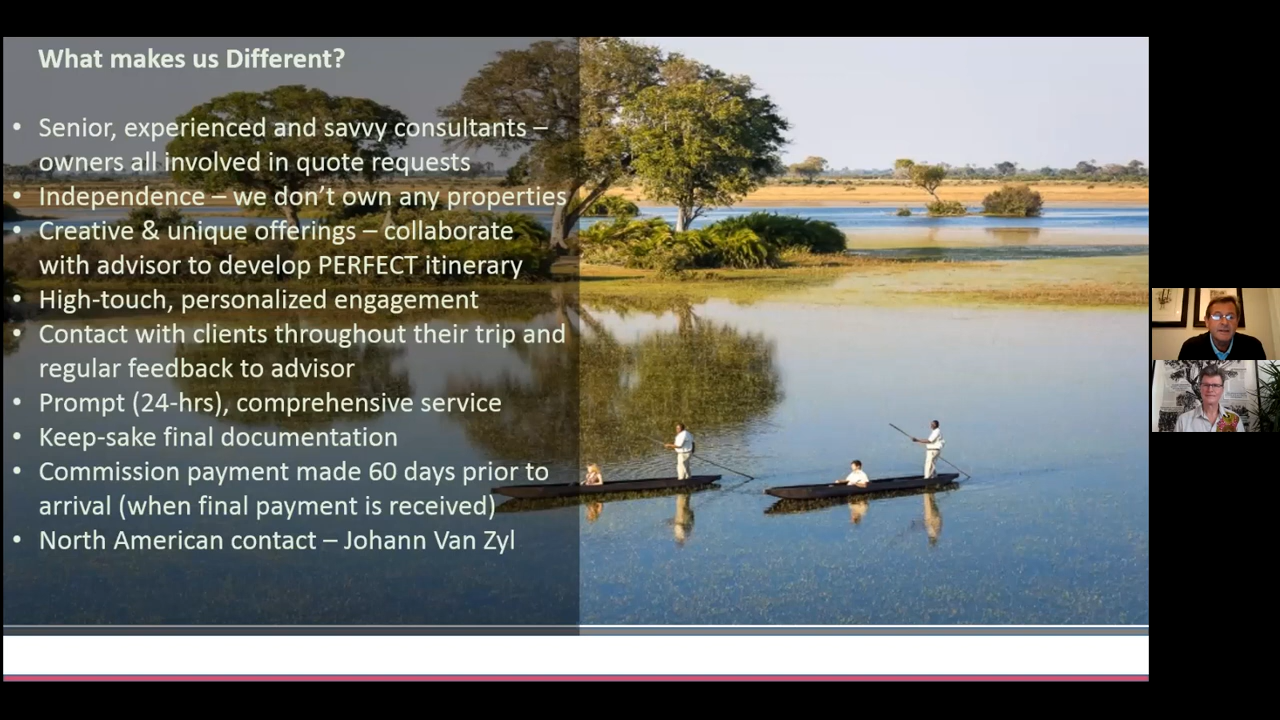 What makes us Different?
• Senior, experienced and savvy consultants –
owners all involved in quote requests
• Independence – we don’t own any properties
• Creative & unique offerings – collaborate
with advisor to develop PERFECT itinerary
• High-touch, personalized engagement
• Contact with clients throughout their trip and
regular feedback to advisor
• Prompt (24-hrs), comprehensive service
• Keep-sake final documentation
• Commission payment made 60 days prior to
arrival (when final payment is received)
• North American contact – Johann Van Zyl